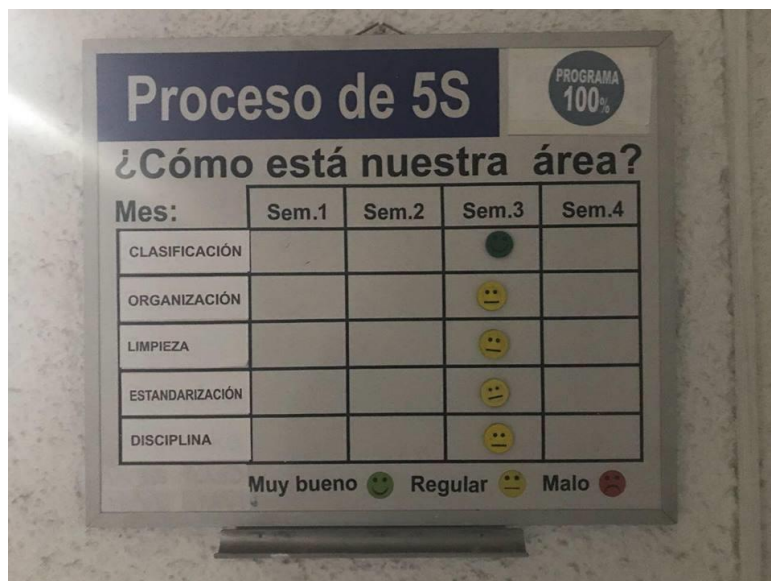 Proceso de 5S
PROGRAMA
100%
¿Cómo está nuestra área?
Mes: Sem.1 Sem.2 Sem.3 Sem.4
CLASIFICACIÓN
ORGANIZACIÓN
LIMPIEZA
ESTANDARIZACIÓN
DISCIPLINA
Muy bueno Regular Malo